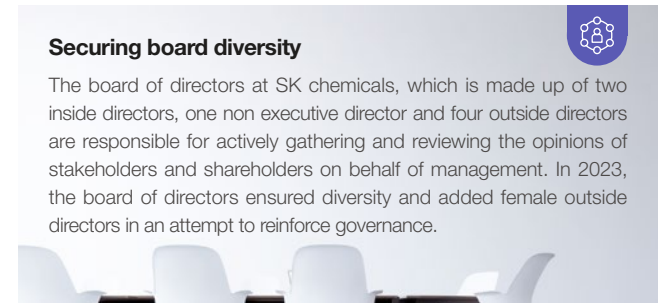 Securing board diversity
The board of directors at SK chemicals, which is made up of two
inside directors, one non executive director and four outside directors
are responsible for actively gathering and reviewing the opinions of
stakeholders and shareholders on behalf of management. In 2023,
the board of directors ensured diversity and added female outside
directors in an attempt to reinforce governance.